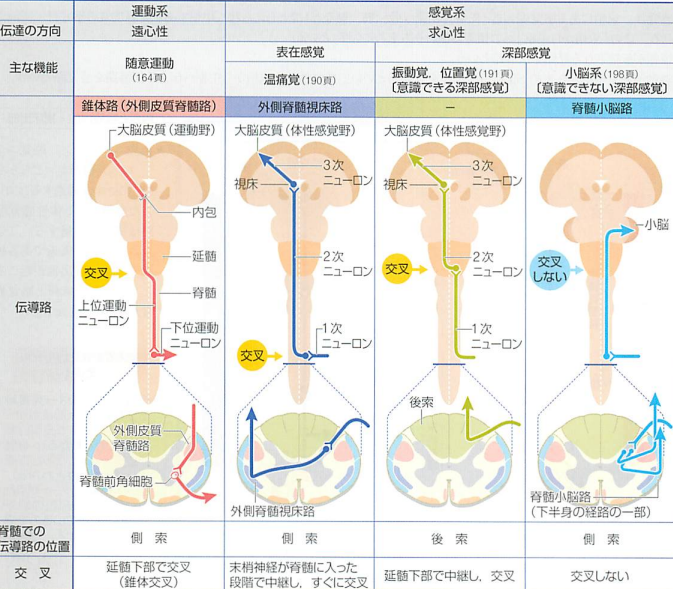 運動系
感覚系
伝達の方向
遠心性
求心性
主な機能
随意運動
(164頁)
表在感覚
深部感覚
温痛覚(190頁)
振動覚, 位置覚(191頁)
〔意識できる深部感覚〕
小脳系(198頁)
〔意識できない深部感覚〕
錐体路(外側皮質脊髄路)
外側脊髄視床路
−
脊髄小脳路
伝導路
大脳皮質(運動野)
内包
延髄
交叉
脊髄
上位運動
ニューロン
下位運動
ニューロン
外側皮質
脊髄路
脊髄前角細胞
大脳皮質(体性感覚野)
3次
ニューロン
視床
2次
ニューロン
1次
ニューロン
交叉
外側脊髄視床路
大脳皮質(体性感覚野)
3次
ニューロン
視床
2次
ニューロン
交叉
1次
ニューロン
後索
小脳
交叉
しない
脊髄小脳路
(下半身の経路の一部)
脊髄での
伝導路の位置
側 索
側 索
後 索
側 索
交 叉
延髄下部で交叉
(錐体交叉)
末梢神経が脊髄に入った
段階で中継し, すぐに交叉
延髄下部で中継し, 交叉
交叉しない